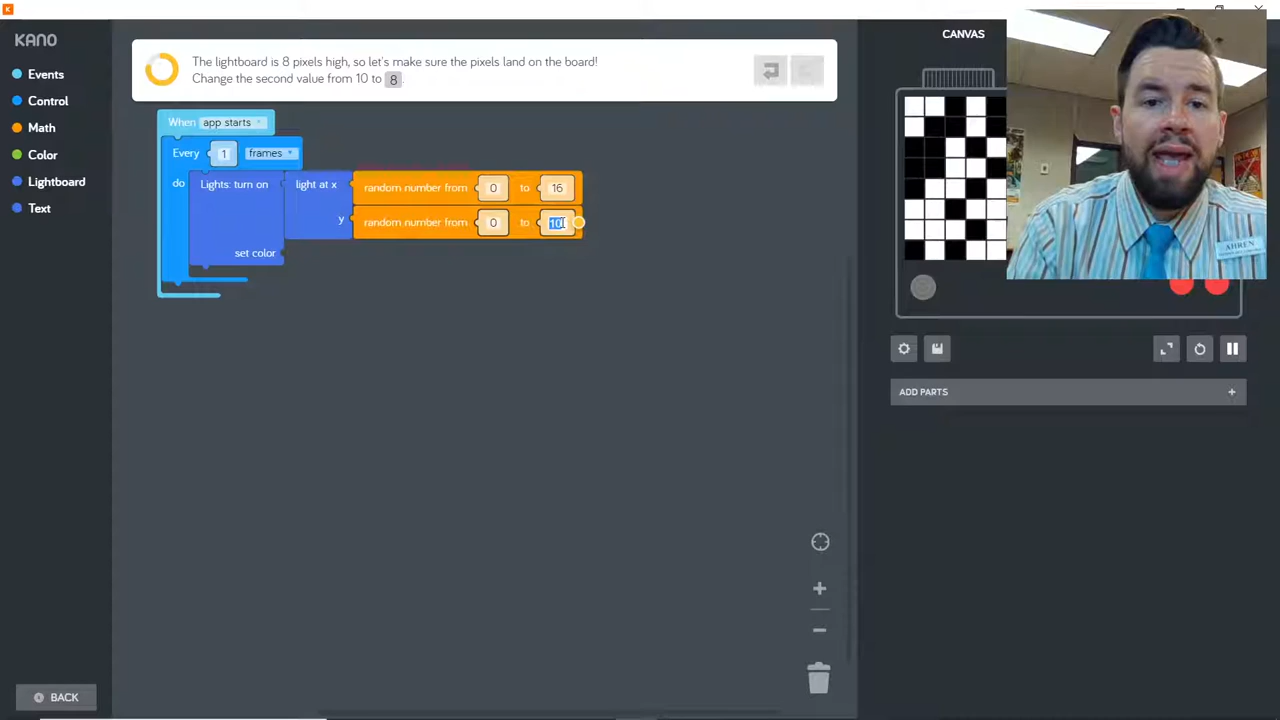 KANO
Events
Control
Math
Color
Lightboard
Text
The lightboard is 8 pixels high, so let's make sure the pixels land on the board!
Change the second value from 10 to 8
When app starts
Every 1 frames
do
Lights: turn on light at x random number from 0 to 16
y random number from 0 to 10
set color
CANVAS
AHREN
ADD PARTS +
BACK